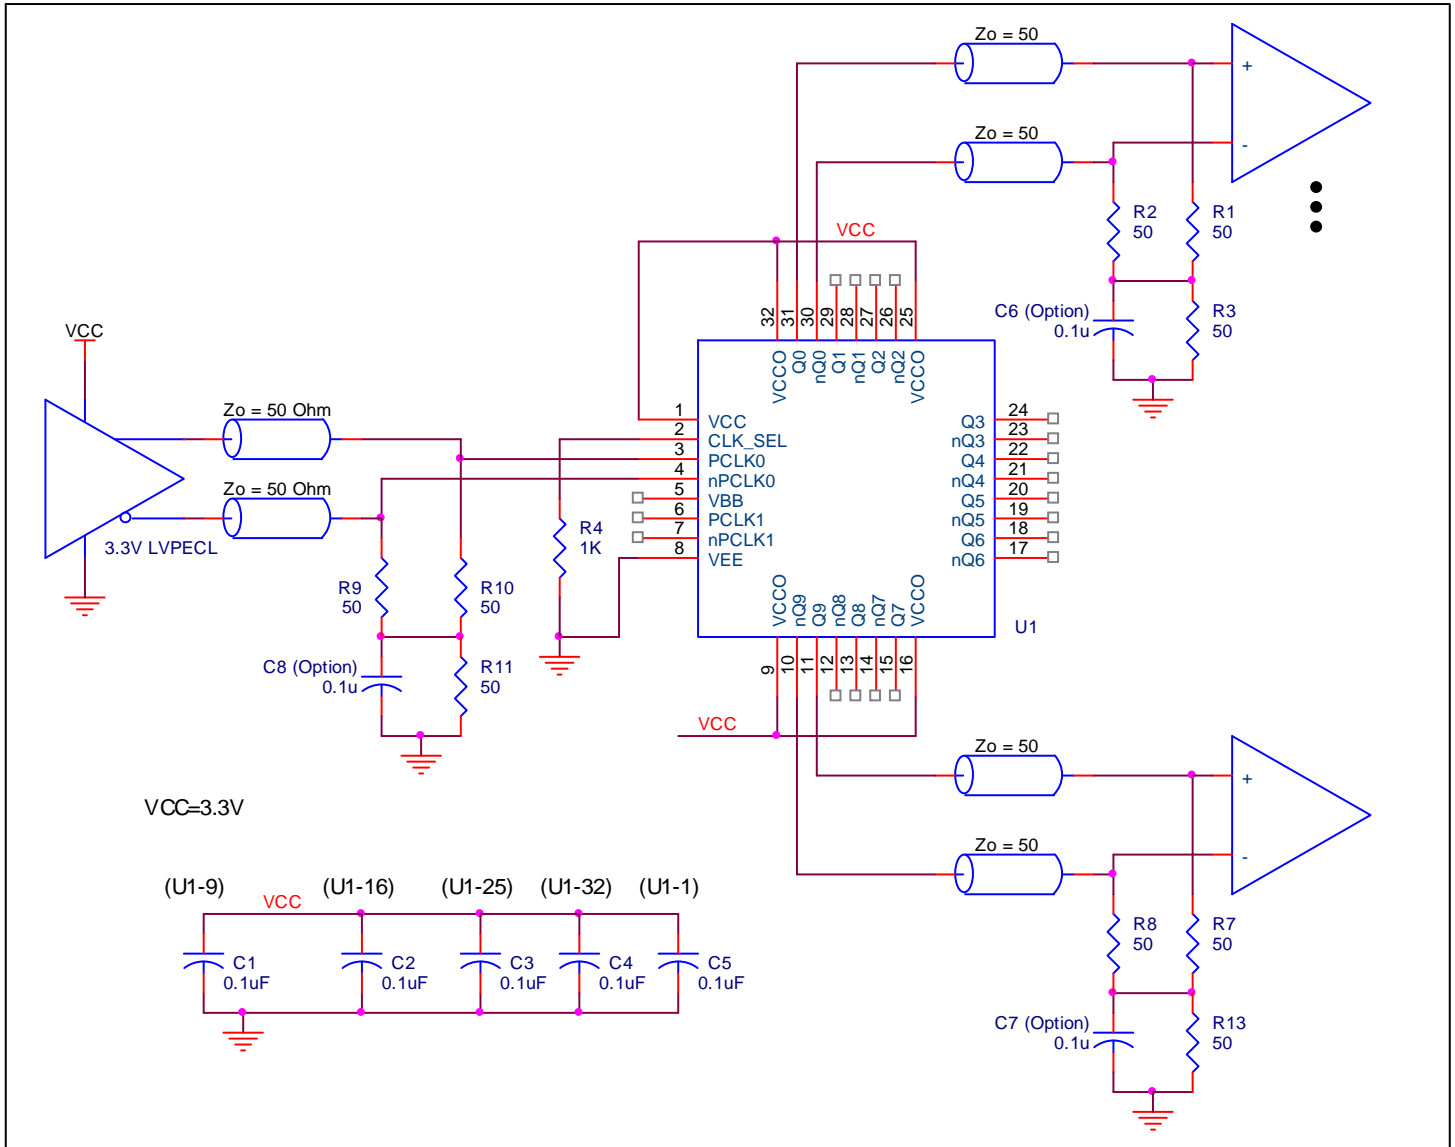 Zo = 50
+
Zo = 50
-
R2
50
R1
50
VCC
C6 (Option)
0.1u
R3
50
32
31
30
29
28
27
26
25
VCCO
Q0
nQ0
Q1
nQ1
Q2
nQ2
VCCO
VCC
Zo = 50 Ohm
Zo = 50 Ohm
3.3V LVPECL
1
2
3
4
5
6
7
8
VCC
CLK_SEL
PCLK0
nPCLK0
VBB
PCLK1
nPCLK1
VEE
Q3
nQ3
Q4
nQ4
Q5
nQ5
Q6
nQ6
24
23
22
21
20
19
18
17
R4
1K
R9
50
R10
50
C8 (Option)
0.1u
R11
50
VCCO
nQ9
Q9
nQ8
Q8
nQ7
Q7
VCCO
U1
9
10
11
12
13
14
15
16
VCC
Zo = 50
+
Zo = 50
-
R8
50
R7
50
C7 (Option)
0.1u
R13
50
VCC=3.3V
(U1-9)
(U1-16)
(U1-25)
(U1-32)
(U1-1)
VCC
C1
0.1uF
C2
0.1uF
C3
0.1uF
C4
0.1uF
C5
0.1uF